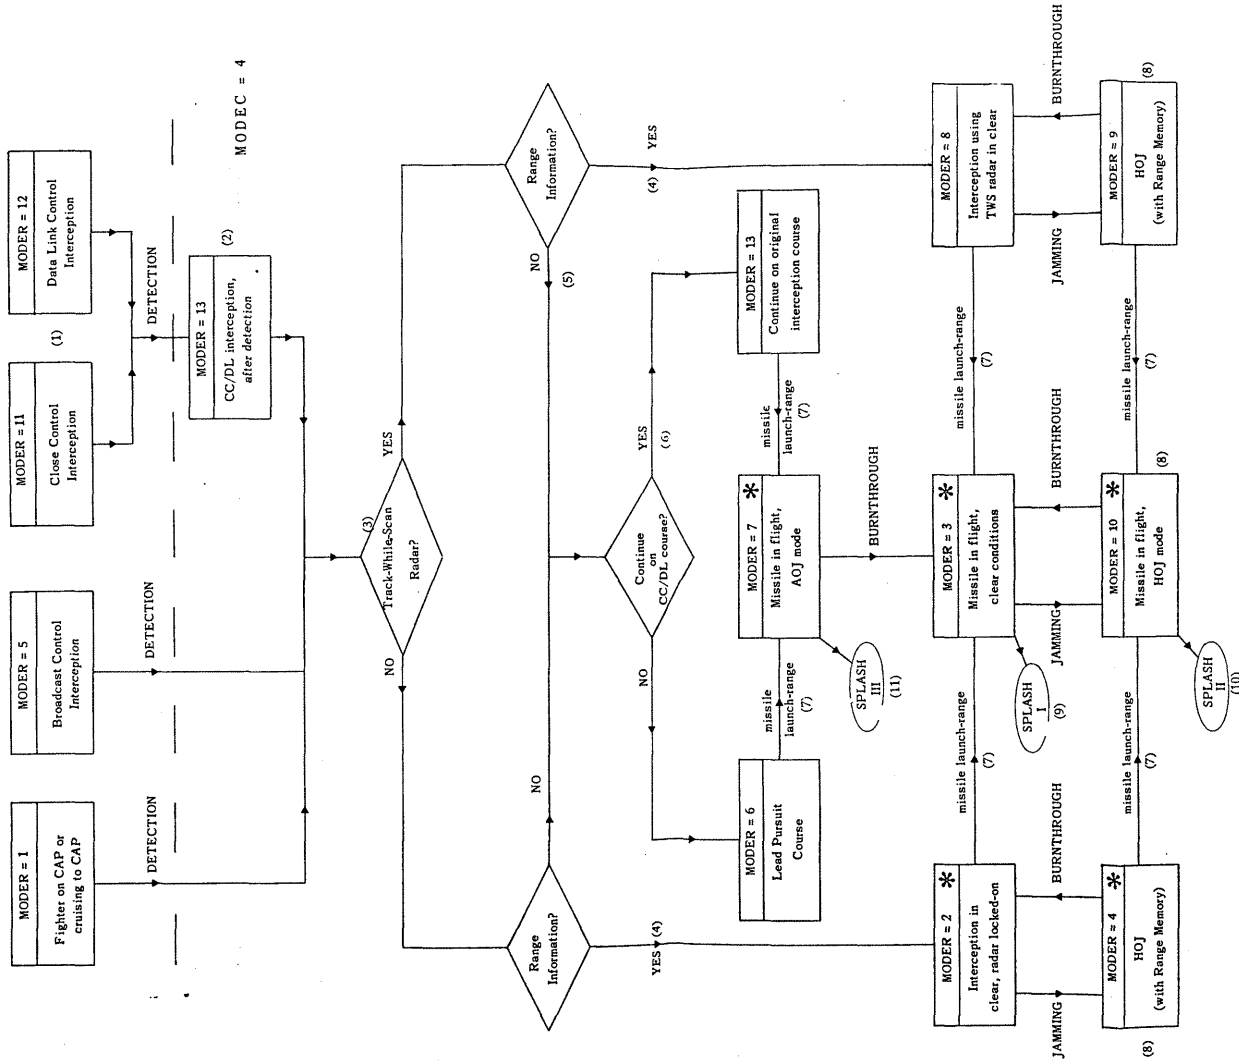 MODER = 1
Fighter on CAP or
cruising to CAP
MODER = 5
Broadcast Control
Interception
MODER = 11
Close Control
Interception
(1)
MODER = 12
Data Link Control
Interception
DETECTION
DETECTION
DETECTION
MODER = 13
CC/DL interception,
after detection
(2)
MODEC = 4
(3)
Track-While-Scan
Radar?
NO
YES
Range
Information?
NO
YES (4)
Range
Information?
NO
(5)
YES
(4)
Continue
on
CC/DL course?
NO
YES
(6)
MODER = 6
Lead Pursuit
Course
missile
launch-range
(7)
MODER = 7 *
Missile in flight,
AOJ mode
missile
launch-range
(7)
MODER = 13
Continue on original
interception course
SPLASH
III
(11)
BURNTHROUGH
MODER = 2 *
Interception in
clear, radar locked-on
missile launch-range
(7)
MODER = 3 *
Missile in flight,
clear conditions
missile launch-range
(7)
MODER = 8
Interception using
TWS radar in clear
SPLASH
I
(9)
JAMMING
BURNTHROUGH
JAMMING
BURNTHROUGH
JAMMING
BURNTHROUGH
(8)
MODER = 4 *
HOJ
(with Range Memory)
missile launch-range
(7)
MODER = 10 *
Missile in flight,
HOJ mode
(8)
missile launch-range
(7)
MODER = 9
HOJ
(with Range Memory)
(8)
SPLASH
II
(10)